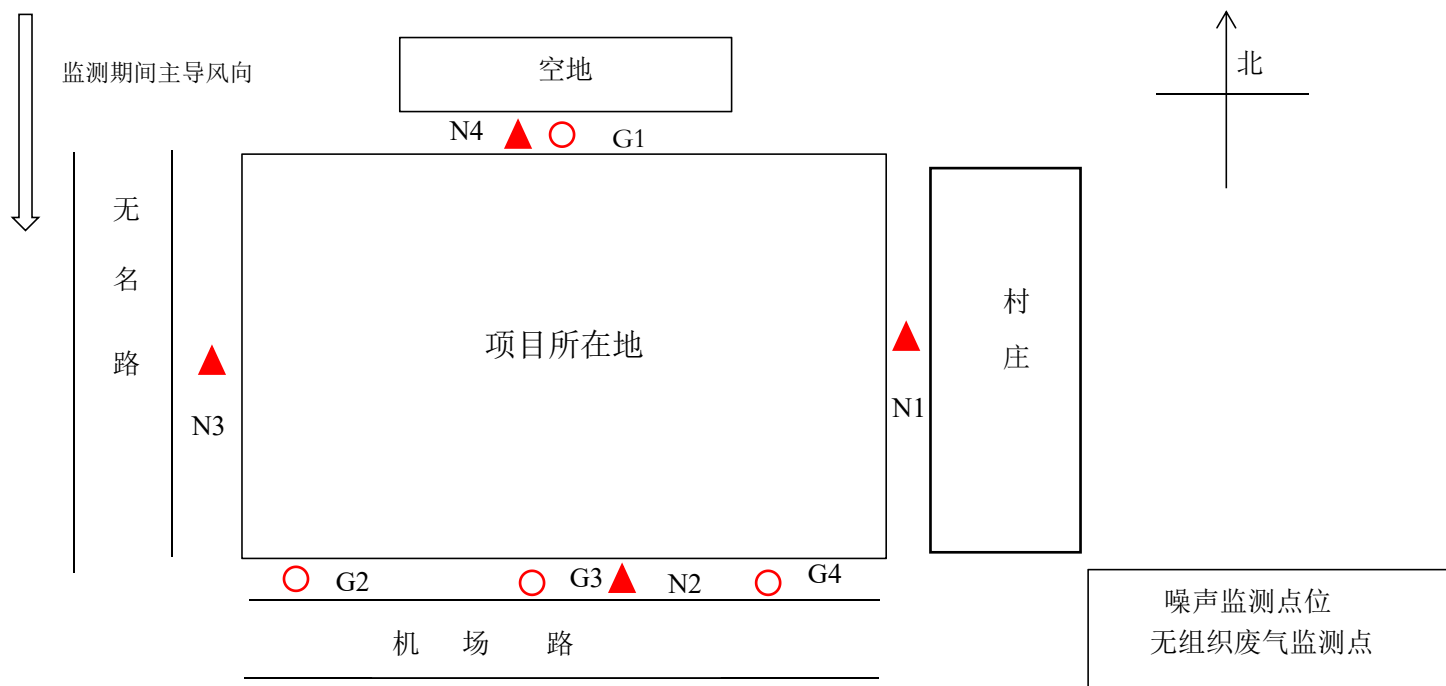 监测期间主导风向
空地
北
N4
G1
无名路
项目所在地
村庄
N3
N1
G2
G3
N2
G4
机场路
噪声监测点位
无组织废气监测点